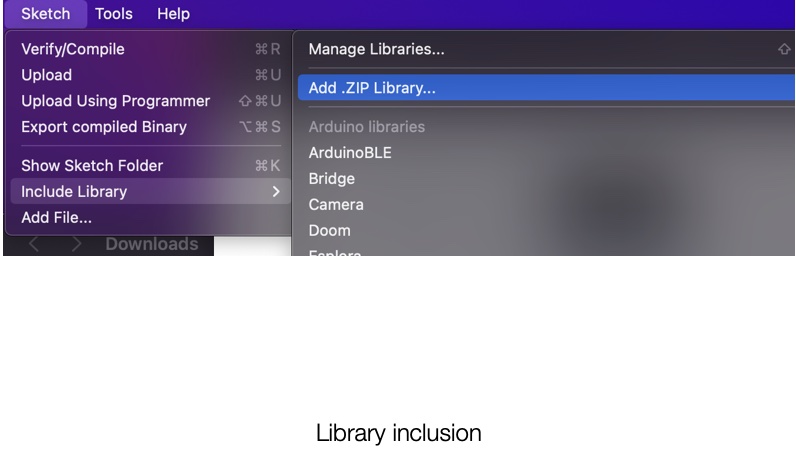 Sketch Tools Help
Verify/Compile ⌘R
Upload ⌘U
Upload Using Programmer ⇧⌘U
Export compiled Binary ⌥⌘S
Show Sketch Folder ⌘K
Include Library >
Add File...
Manage Libraries... ⇧
Add .ZIP Library...
Arduino libraries
ArduinoBLE
Bridge
Camera
Doom
Downloads
Library inclusion